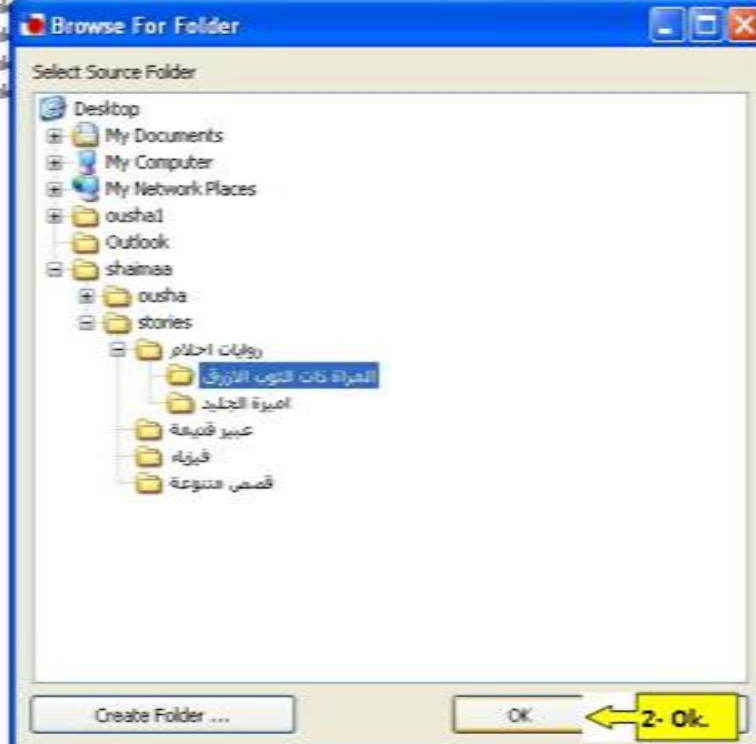 Browse For Folder
Select Source Folder
Desktop
My Documents
My Computer
My Network Places
ousha1
Outlook
shaimaa
ousha
stories
روايات احلام
المراة ذات الثوب الازرق
اميرة الجليد
عبير قديمة
فيزياء
قصص متنوعة
Create Folder ...
OK
2- Ok.